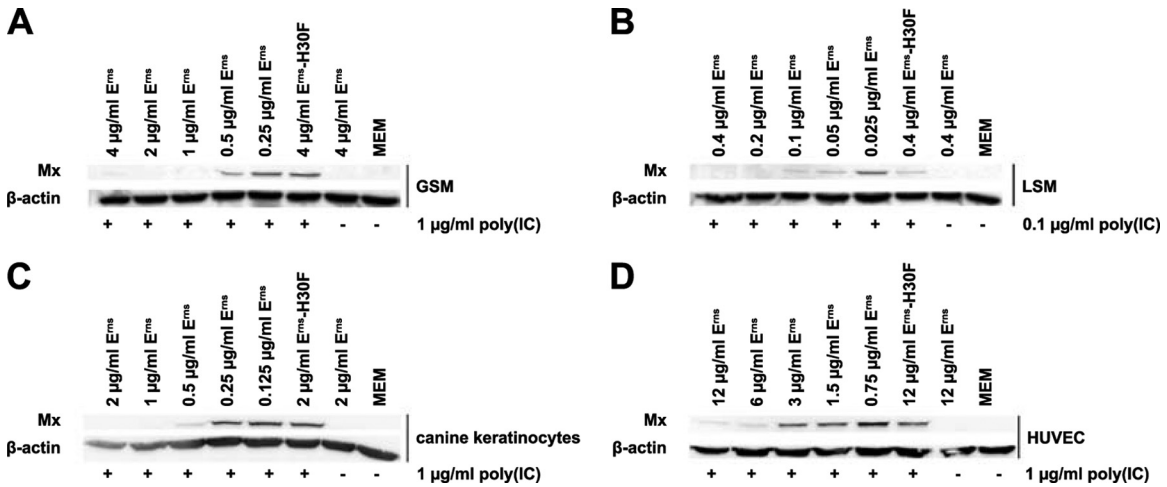 A
4 µg/ml Erns
2 µg/ml Erns
1 µg/ml Erns
0.5 µg/ml Erns
0.25 µg/ml Erns
4 µg/ml Erns-H30F
4 µg/ml Erns
MEM
Mx
β-actin
GSM
+ + + + + + - - 1 µg/ml poly(IC)
B
0.4 µg/ml Erns
0.2 µg/ml Erns
0.1 µg/ml Erns
0.05 µg/ml Erns
0.025 µg/ml Erns
0.4 µg/ml Erns-H30F
0.4 µg/ml Erns
MEM
Mx
β-actin
LSM
+ + + + + + - - 0.1 µg/ml poly(IC)
C
2 µg/ml Erns
1 µg/ml Erns
0.5 µg/ml Erns
0.25 µg/ml Erns
0.125 µg/ml Erns
2 µg/ml Erns-H30F
2 µg/ml Erns
MEM
Mx
β-actin
canine keratinocytes
+ + + + + + - - 1 µg/ml poly(IC)
D
12 µg/ml Erns
6 µg/ml Erns
3 µg/ml Erns
1.5 µg/ml Erns
0.75 µg/ml Erns
12 µg/ml Erns-H30F
12 µg/ml Erns
MEM
Mx
β-actin
HUVEC
+ + + + + + - - 1 µg/ml poly(IC)